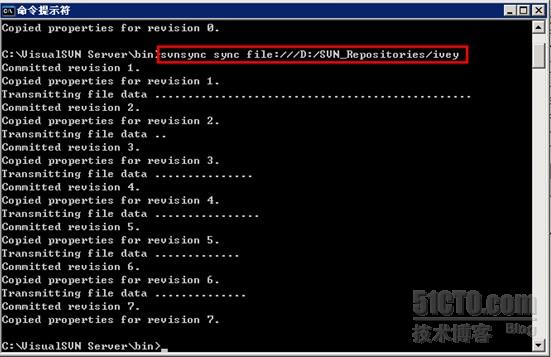 命令提示符
Copied properties for revision 0.
C:\VisualSVN Server\bin>svnsync sync file:///D:/SVN_Repositories/ivey
Committed revision 1.
Copied properties for revision 1.
Transmitting file data ...............................................
Committed revision 2.
Copied properties for revision 2.
Transmitting file data ..
Committed revision 3.
Copied properties for revision 3.
Transmitting file data ...............
Committed revision 4.
Copied properties for revision 4.
Transmitting file data ................
Committed revision 5.
Copied properties for revision 5.
Transmitting file data .............
Committed revision 6.
Copied properties for revision 6.
Transmitting file data ..............
Committed revision 7.
Copied properties for revision 7.
C:\VisualSVN Server\bin>
51CTO.com
技术博客 Blog